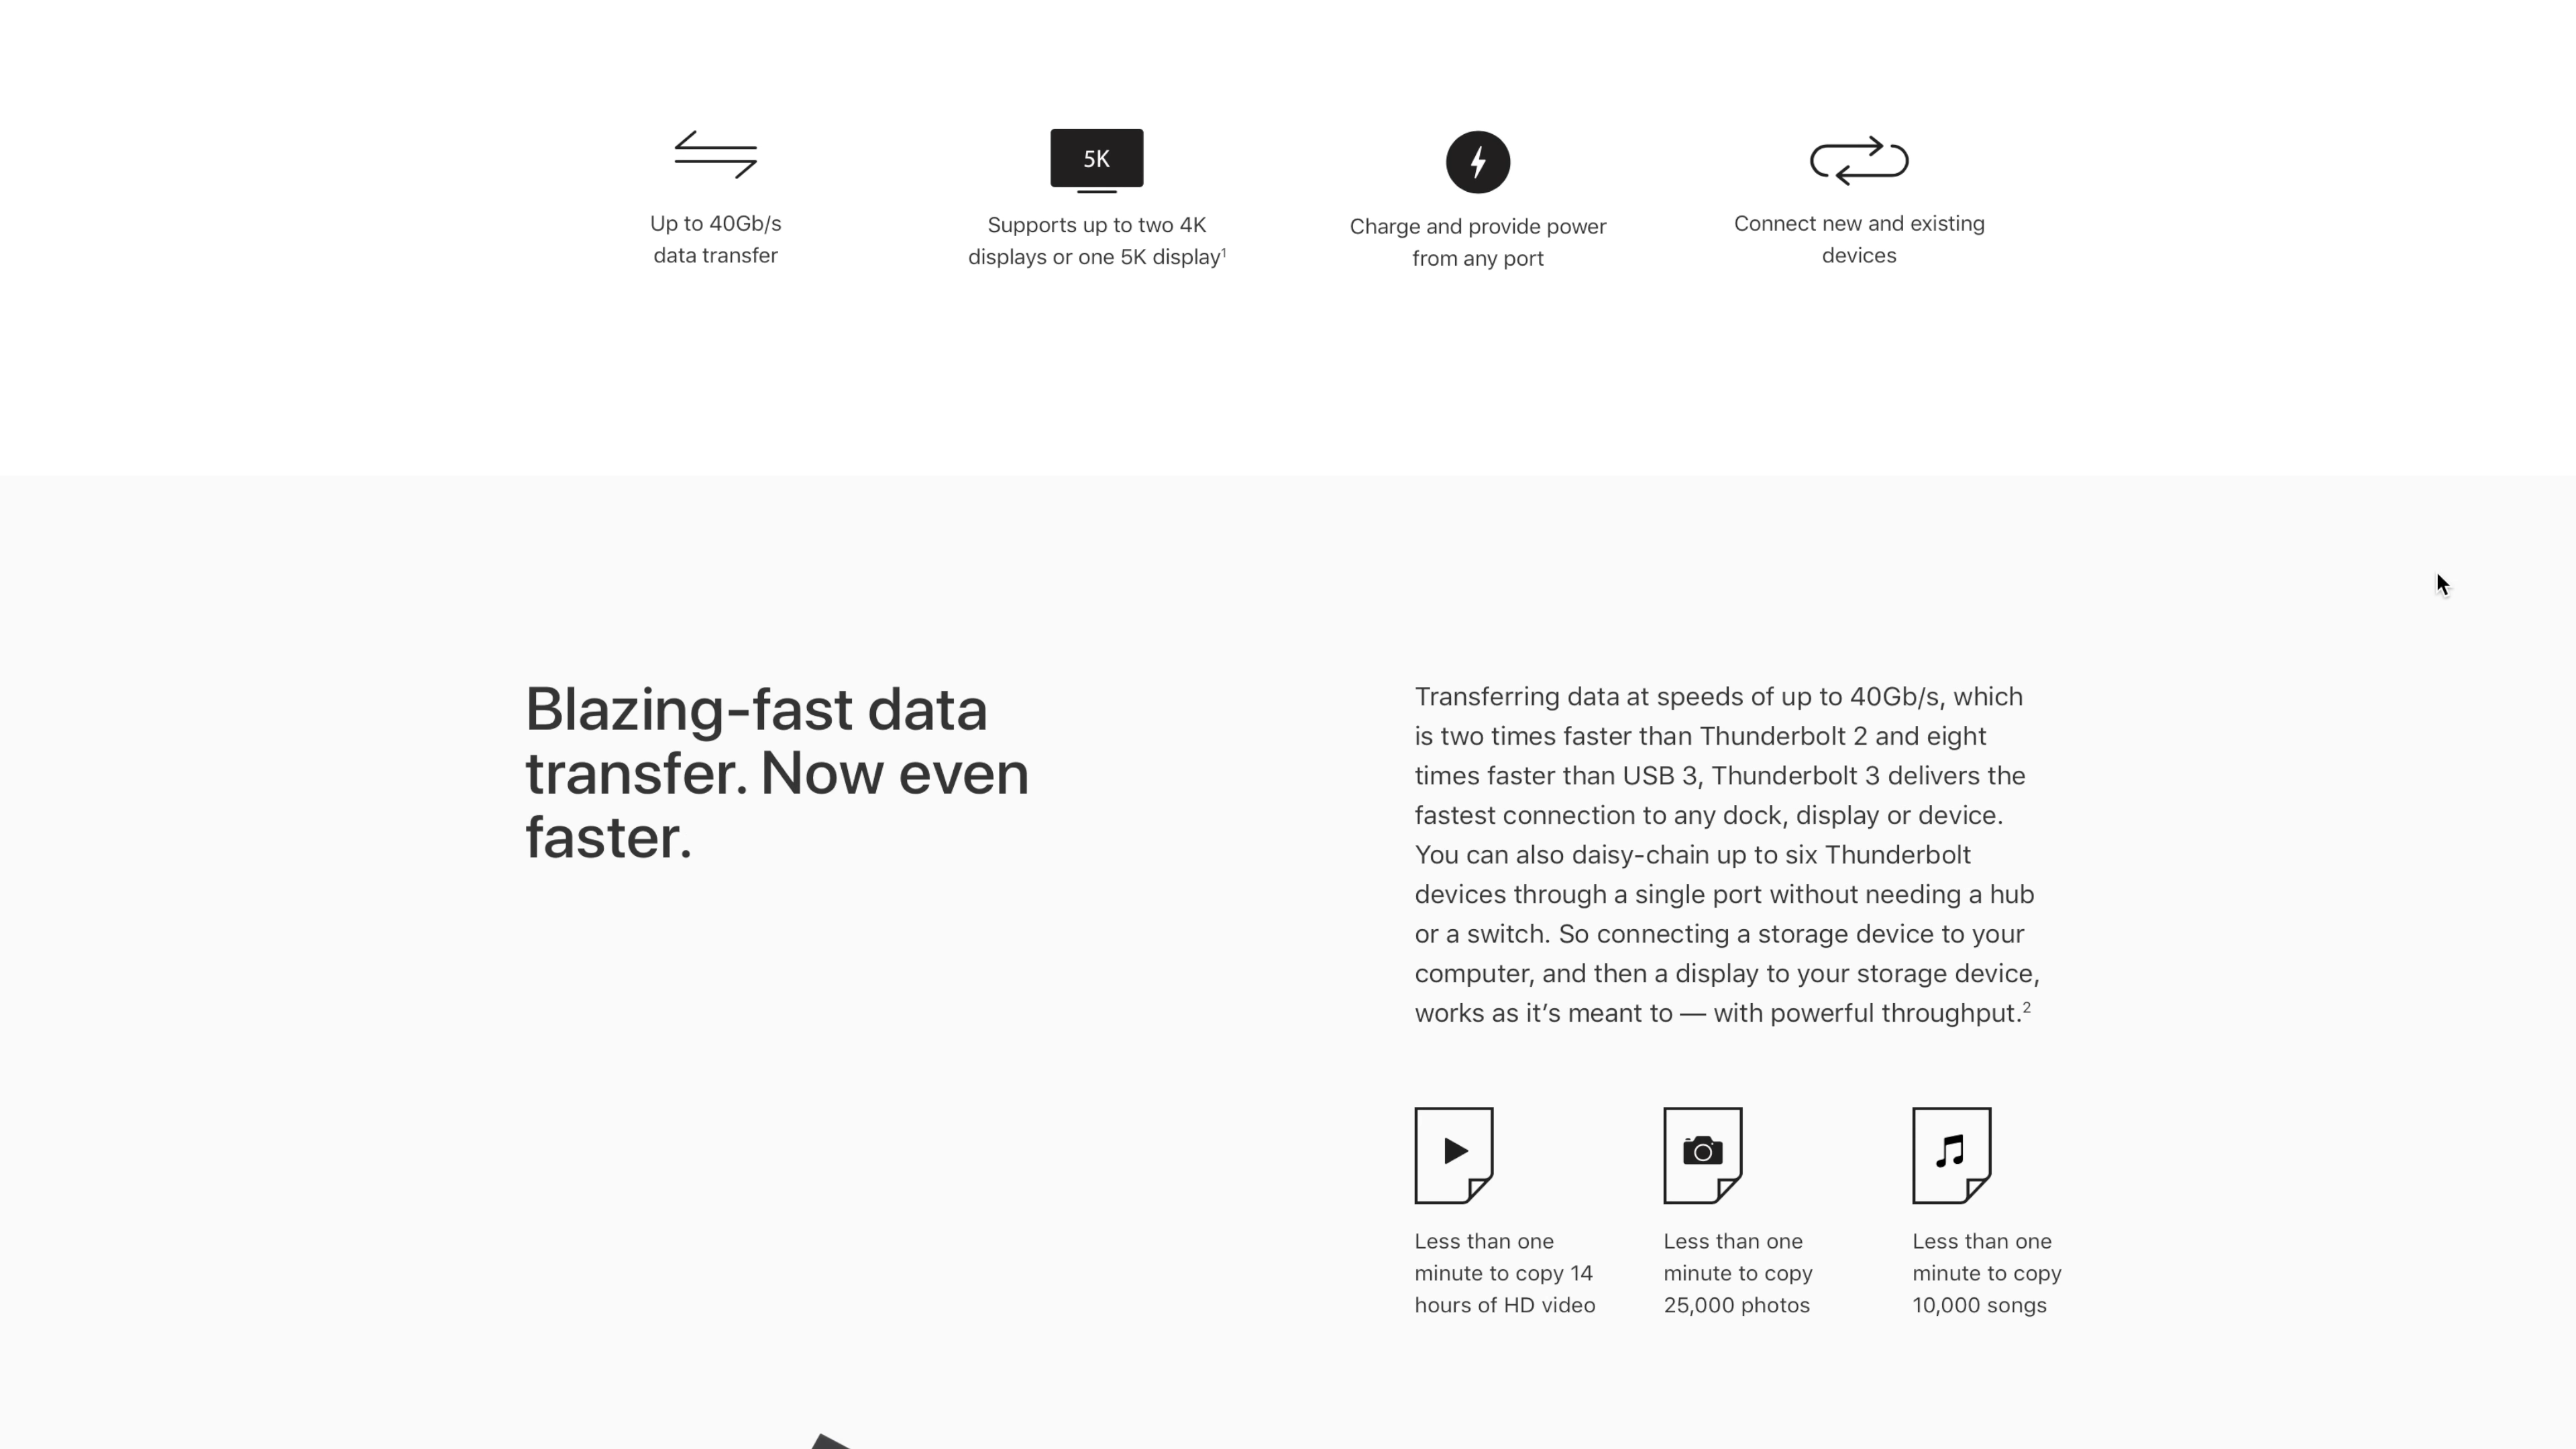 Up to 40Gb/s
data transfer
5K
Supports up to two 4K
displays or one 5K display¹
Charge and provide power
from any port
Connect new and existing
devices
Blazing-fast data
transfer. Now even
faster.
Transferring data at speeds of up to 40Gb/s, which
is two times faster than Thunderbolt 2 and eight
times faster than USB 3, Thunderbolt 3 delivers the
fastest connection to any dock, display or device.
You can also daisy-chain up to six Thunderbolt
devices through a single port without needing a hub
or a switch. So connecting a storage device to your
computer, and then a display to your storage device,
works as it’s meant to — with powerful throughput.²
Less than one
minute to copy 14
hours of HD video
Less than one
minute to copy
25,000 photos
Less than one
minute to copy
10,000 songs